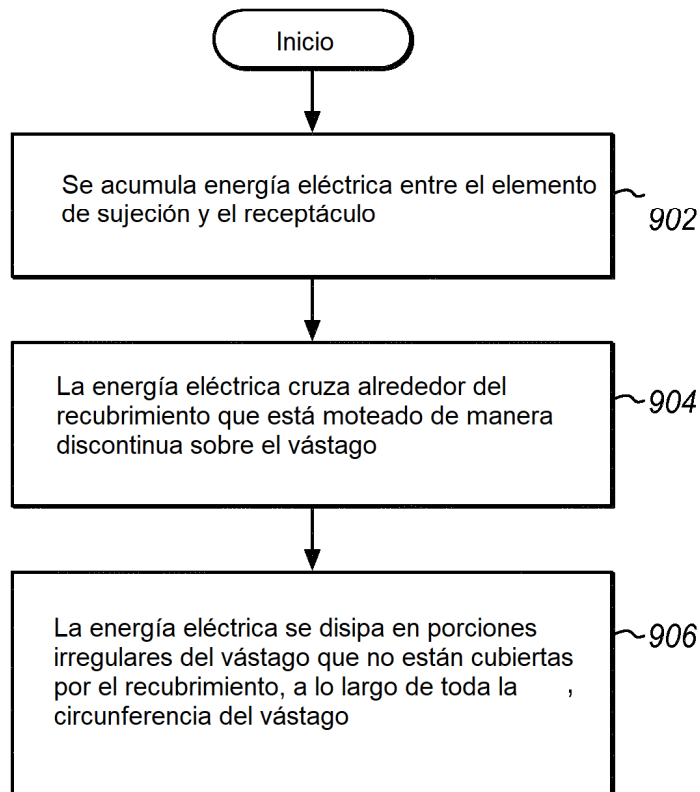 Inicio
Se acumula energía eléctrica entre el elemento
de sujeción y el receptáculo
902
La energía eléctrica cruza alrededor del
recubrimiento que está moteado de manera
discontinua sobre el vástago
904
La energía eléctrica se disipa en porciones
irregulares del vástago que no están cubiertas
por el recubrimiento, a lo largo de toda la ,
circunferencia del vástago
906